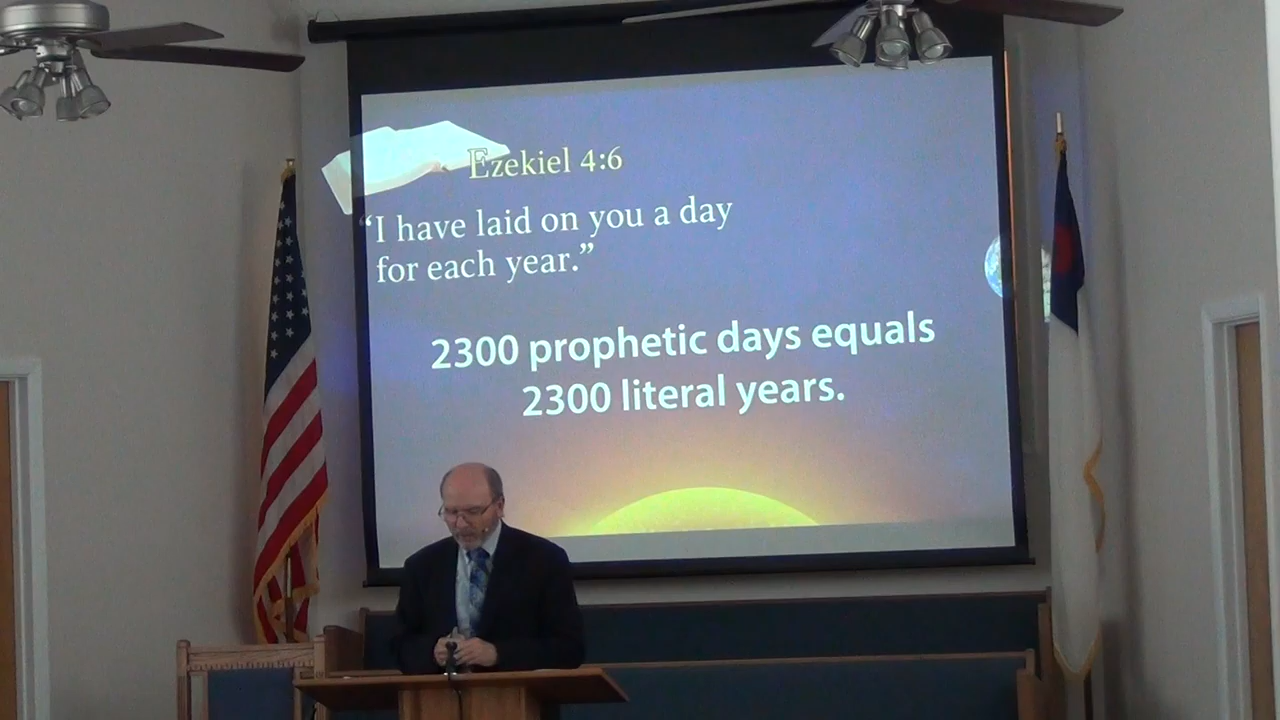 Ezekiel 4:6
“I have laid on you a day
for each year.”
2300 prophetic days equals
2300 literal years.